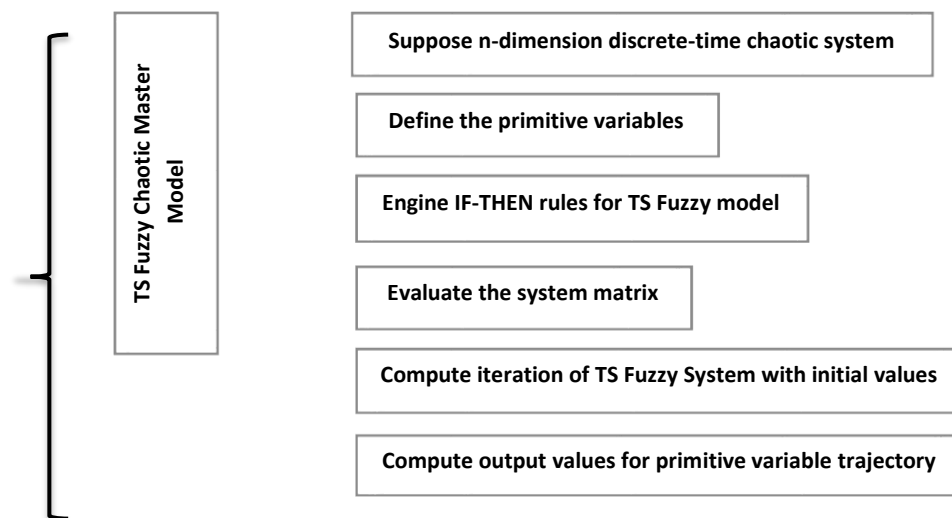 TS Fuzzy Chaotic Master
Model
Suppose n-dimension discrete-time chaotic system
Define the primitive variables
Engine IF-THEN rules for TS Fuzzy model
Evaluate the system matrix
Compute iteration of TS Fuzzy System with initial values
Compute output values for primitive variable trajectory